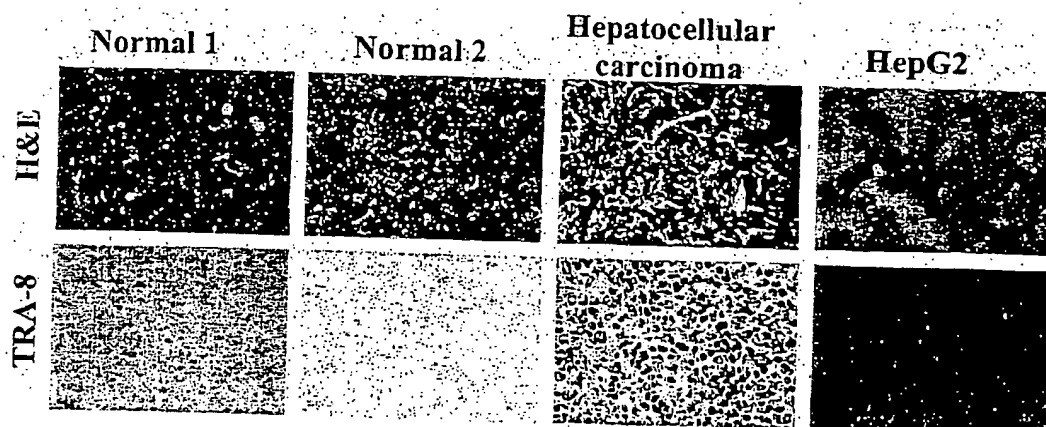 Normal 1
Normal 2
Hepatocellular
carcinoma
HepG2
H&E
TRA-8